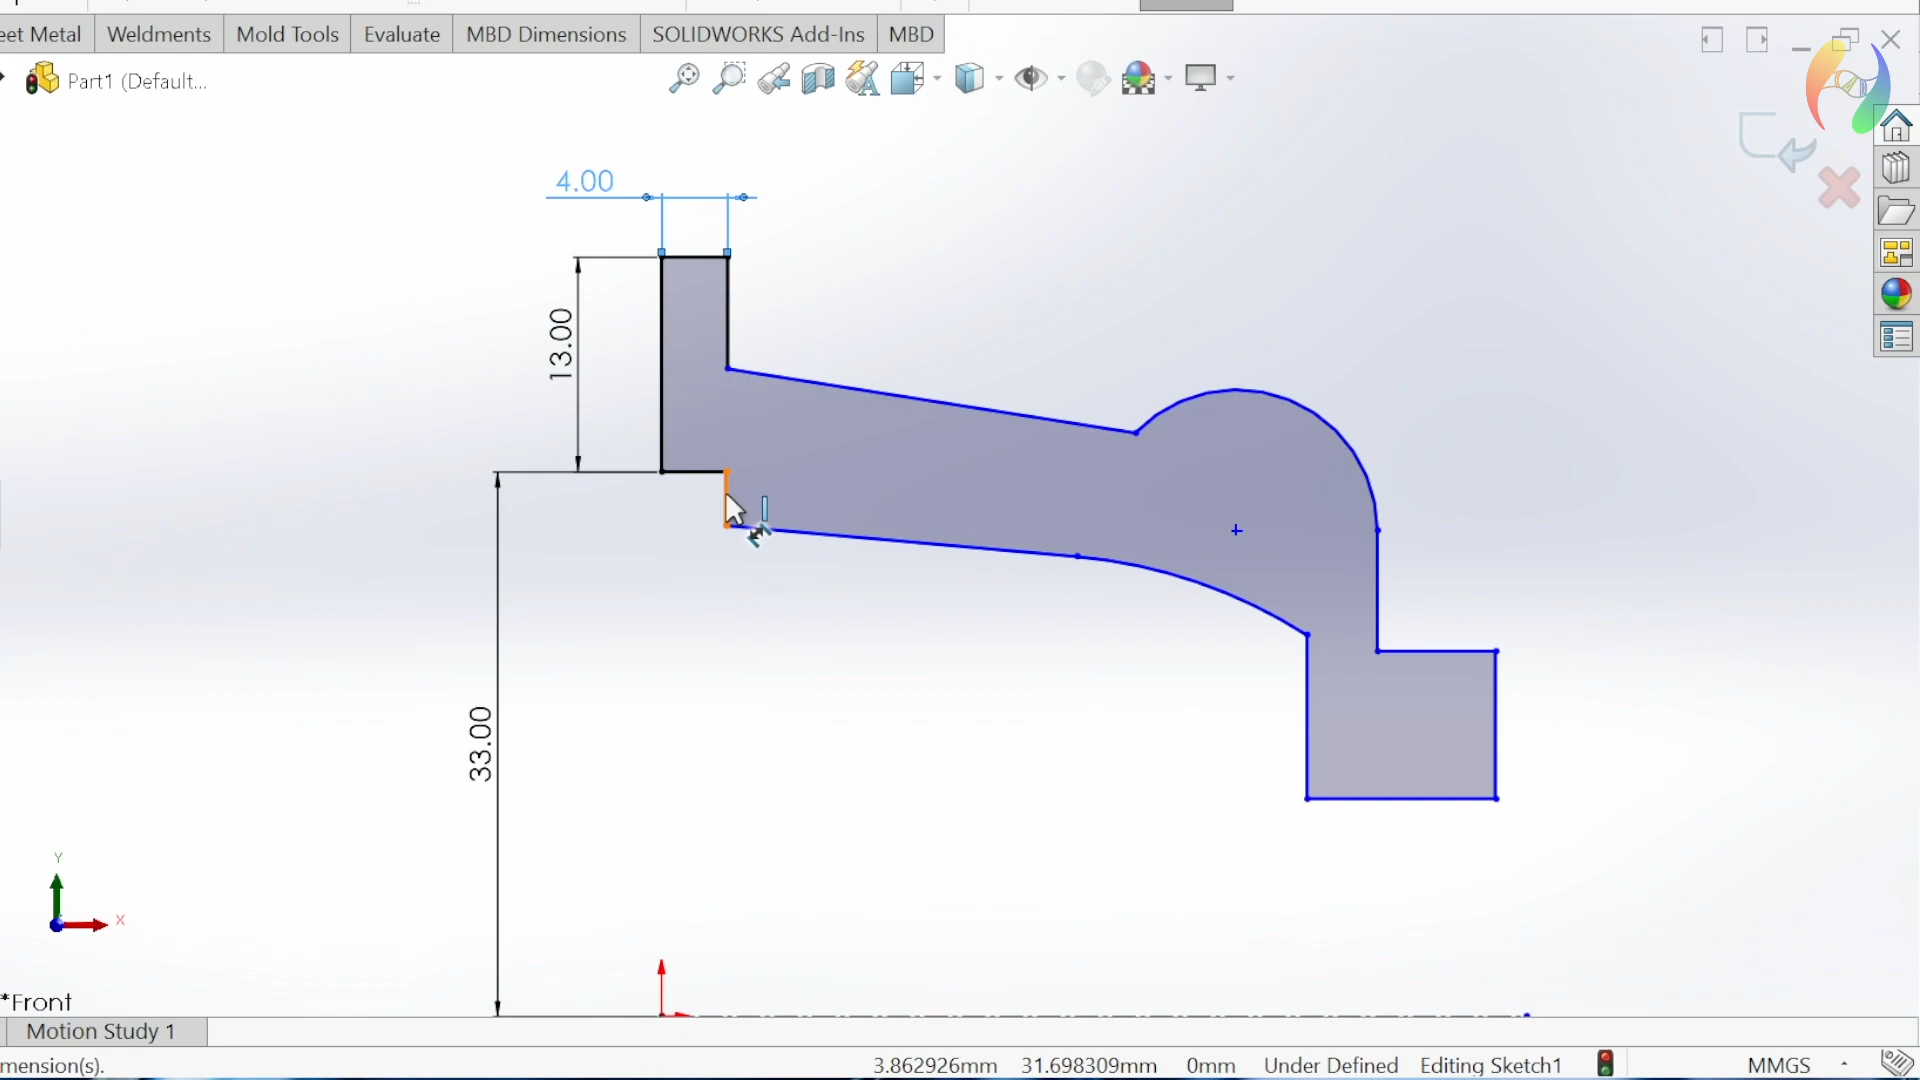 eet Metal
Weldments
Mold Tools
Evaluate
MBD Dimensions
SOLIDWORKS Add-Ins
MBD
Part1 (Default...
4.00
13.00
33.00
Y
X
*Front
Motion Study 1
mension(s).
3.862926mm
31.698309mm
0mm
Under Defined
Editing Sketch1
MMGS